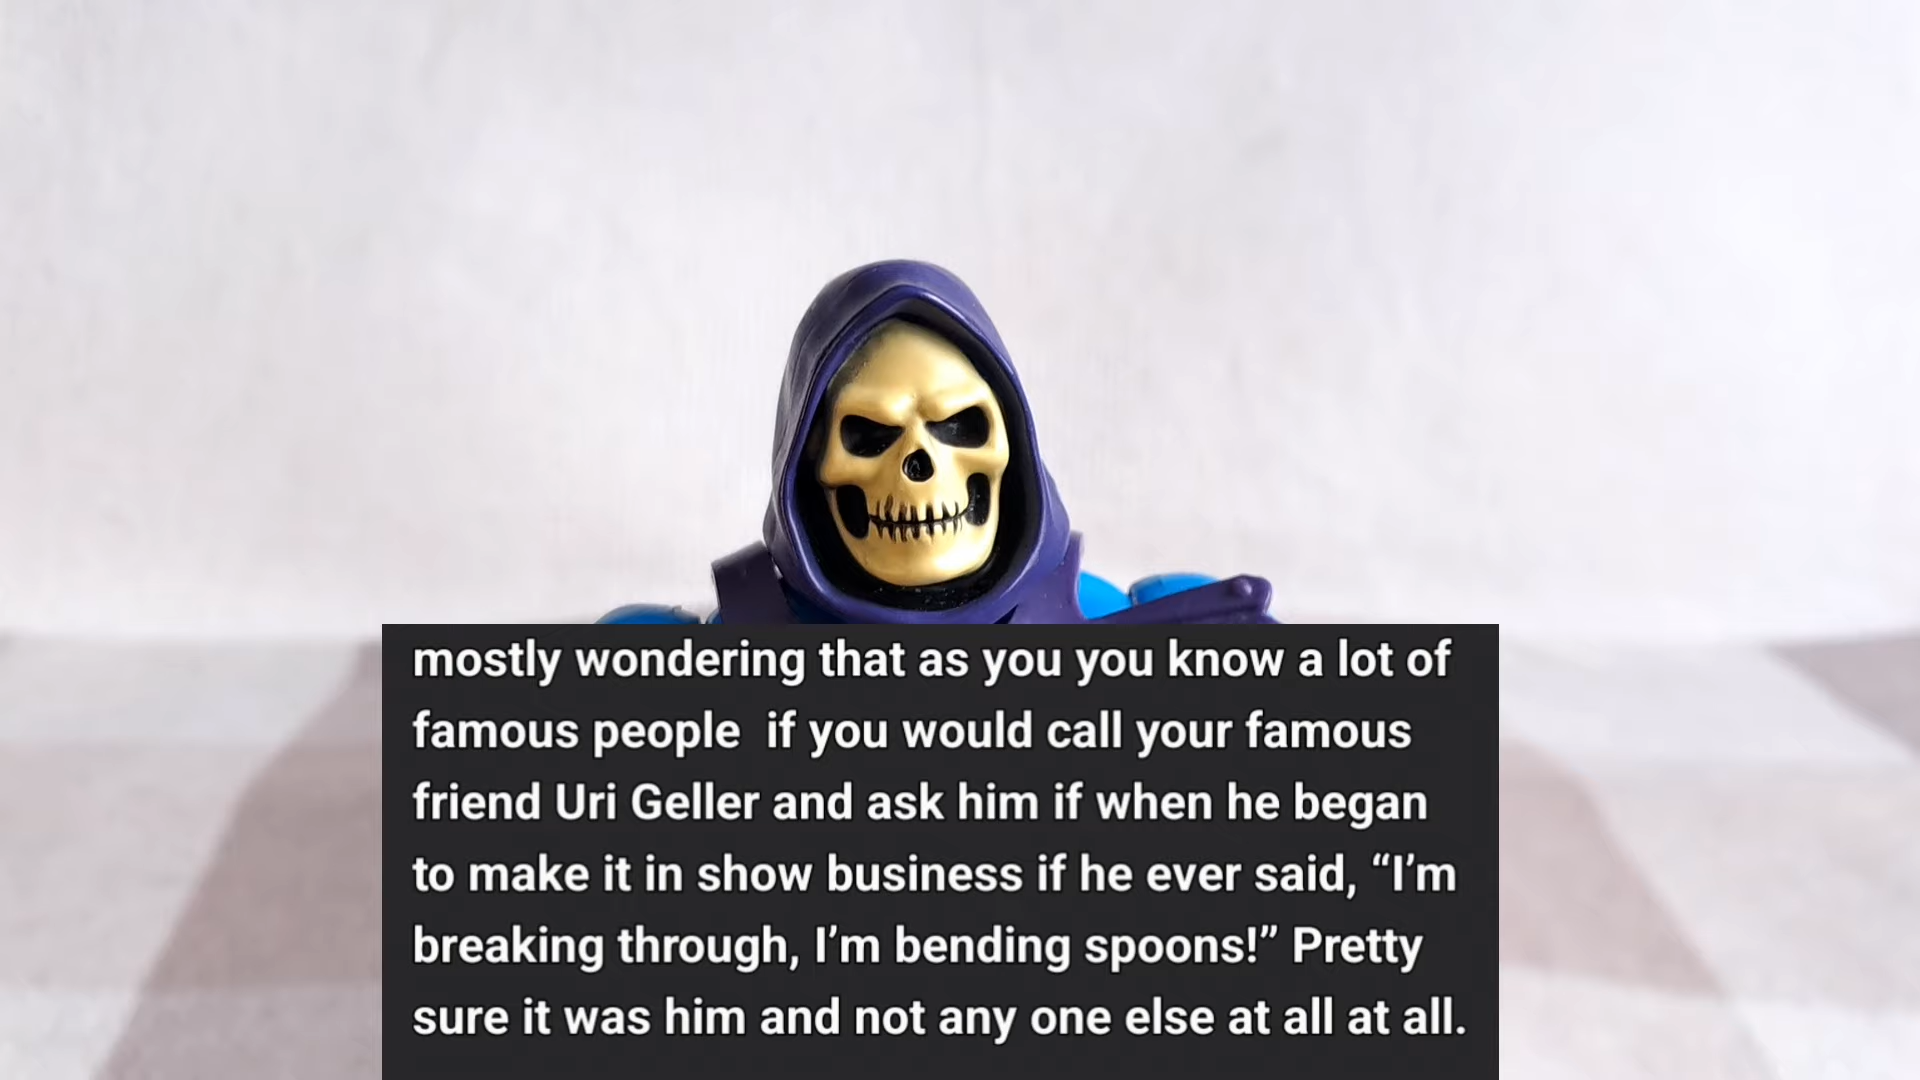 mostly wondering that as you you know a lot of
famous people  if you would call your famous
friend Uri Geller and ask him if when he began
to make it in show business if he ever said, “I’m
breaking through, I’m bending spoons!” Pretty
sure it was him and not any one else at all at all.